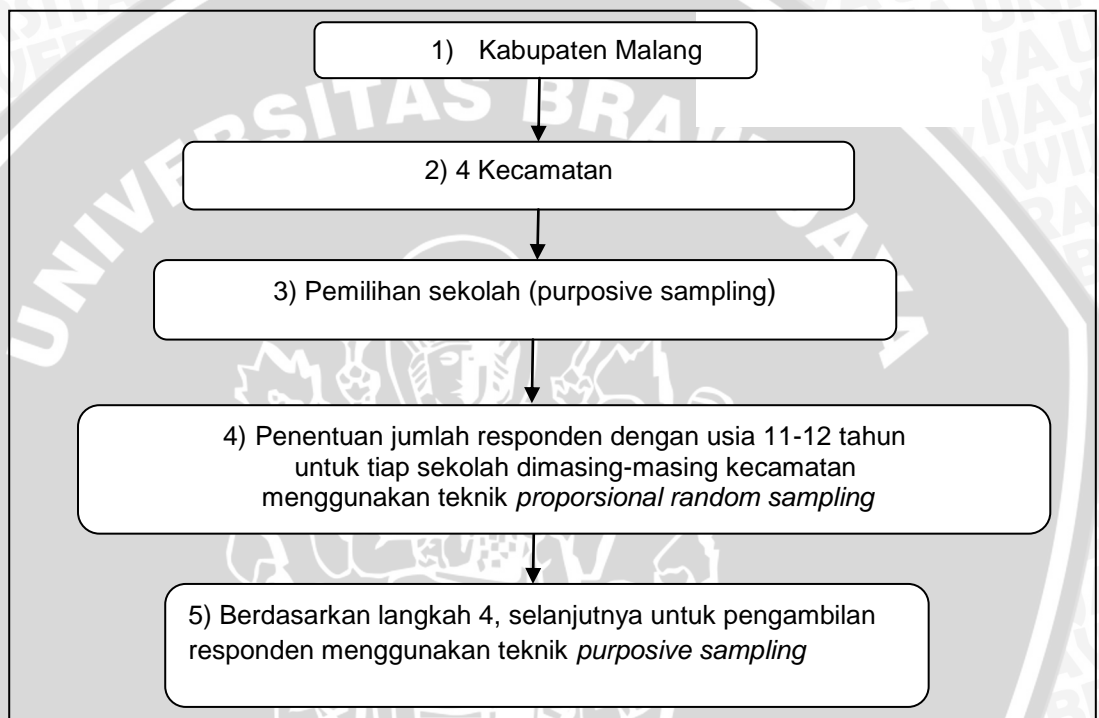 1) Kabupaten Malang
2) 4 Kecamatan
3) Pemilihan sekolah (purposive sampling)
4) Penentuan jumlah responden dengan usia 11-12 tahun
untuk tiap sekolah dimasing-masing kecamatan
menggunakan teknik proporsional random sampling
5) Berdasarkan langkah 4, selanjutnya untuk pengambilan
responden menggunakan teknik purposive sampling
UNIVERSITAS BRAWIJAYA